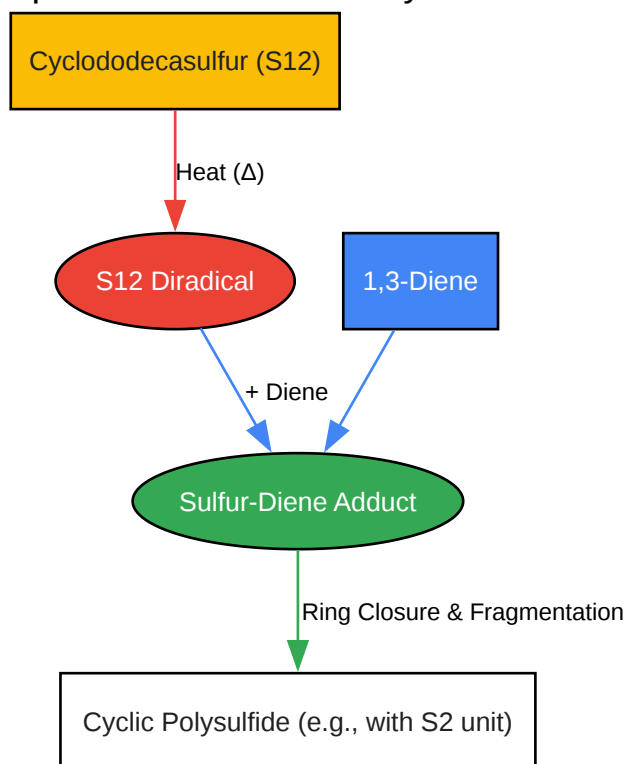 Cyclododecasulfur (S12)
Heat (Δ)
S12 Diradical
1,3-Diene
+ Diene
Sulfur-Diene Adduct
Ring Closure & Fragmentation
Cyclic Polysulfide (e.g., with S2 unit)